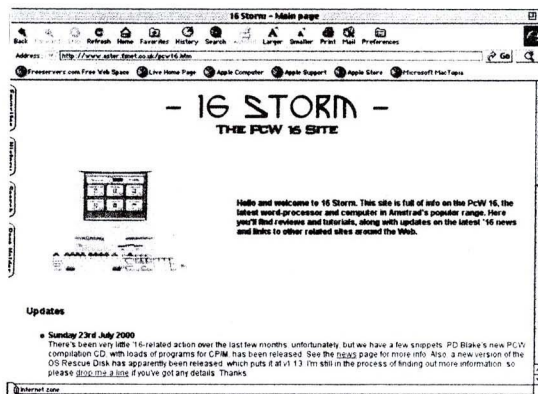 16 Storm – Main page
Back Refresh Home Favorites History Search Larger Smaller Print Mail Preferences
Address: http://www.aster.fsnet.co.uk/pcw16.htm Go
Freeservers.com Free Web Space Live Home Page Apple Computer Apple Support Apple Store Microsoft MacTopia
– 16 STORM –
THE PCW 16 SITE
Hello and welcome to 16 Storm. This site is full of info on the PcW 16, the
latest word-processor and computer in Amstrad's popular range. Here
you'll find reviews and tutorials, along with updates on the latest '16 news
and links to other related sites around the Web.
Updates
Sunday 23rd July 2000
There's been very little '16-related action over the last few months, unfortunately, but we have a few snippets. PD Blake's new PCW
compilation CD, with loads of programs for CP/M, has been released. See the news page for more info. Also, a new version of the
OS Rescue Disk has apparently been released, which puts it at v1.13. I'm still in the process of finding out more information, so
please drop me a line if you've got any details. Thanks
Internet zone